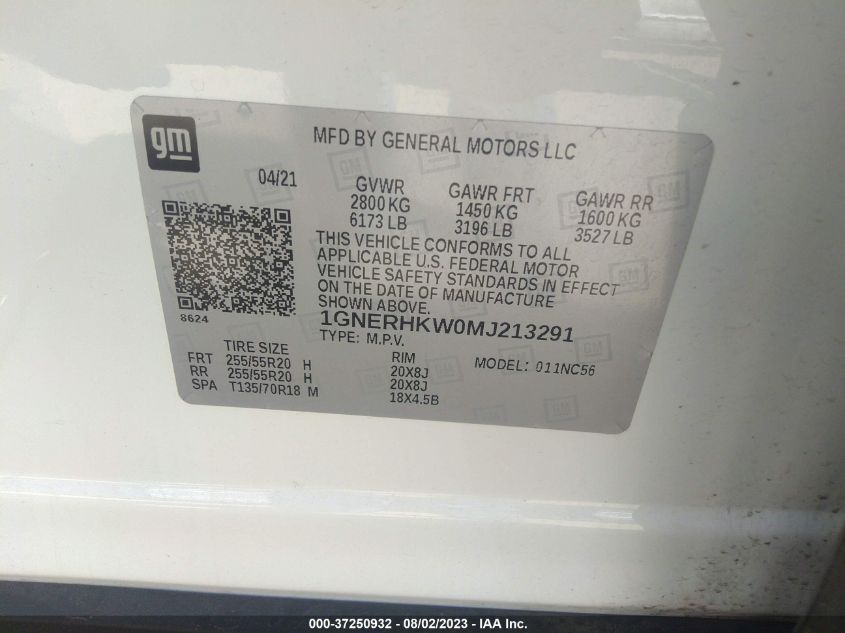 gm
MFD BY GENERAL MOTORS LLC
04/21
GVWR GAWR FRT GAWR RR
2800 KG 1450 KG 1600 KG
6173 LB 3196 LB 3527 LB
THIS VEHICLE CONFORMS TO ALL
APPLICABLE U.S. FEDERAL MOTOR
VEHICLE SAFETY STANDARDS IN EFFECT
ON THE DATE OF MANUFACTURE
SHOWN ABOVE.
8624
1GNERHKW0MJ213291
TYPE: M.P.V.
TIRE SIZE RIM MODEL: 011NC56
FRT 255/55R20 H 20X8J
RR 255/55R20 H 20X8J
SPA T135/70R18 M 18X4.5B
000-37250932 - 08/02/2023 - IAA Inc.